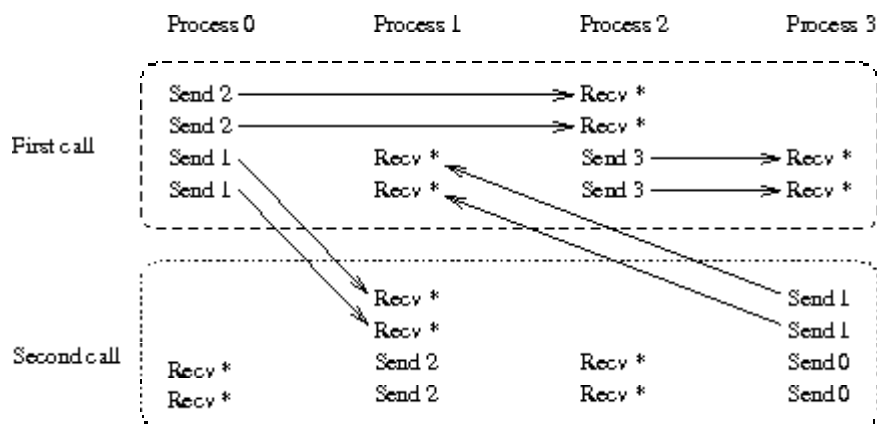 Process 0 Process 1 Process 2 Process 3
Send 2 Recv *
Send 2 Recv *
First call
Send 1 Recv * Send 3 Recv *
Send 1 Recv * Send 3 Recv *
Recv * Send 1
Recv * Send 1
Second call
Recv * Send 2 Recv * Send 0
Recv * Send 2 Recv * Send 0